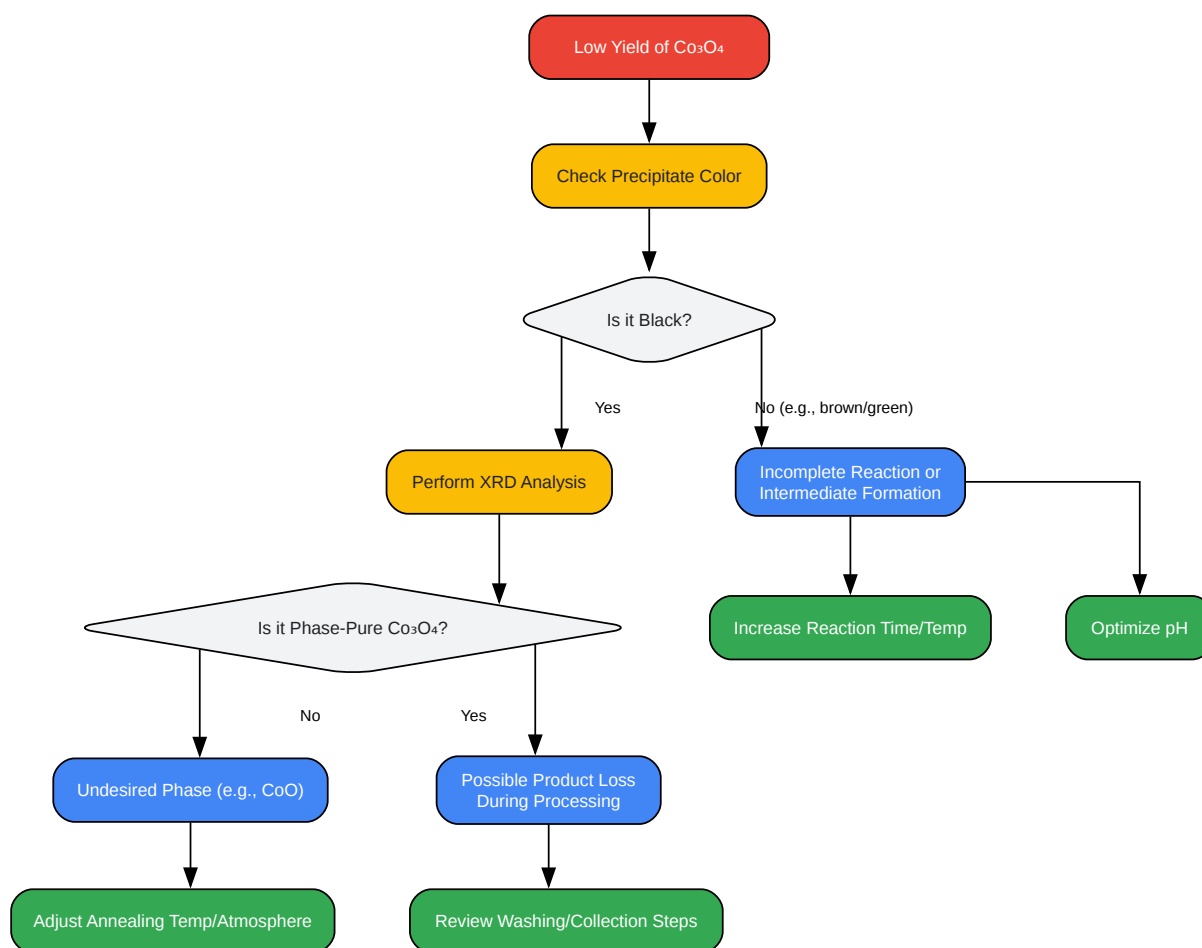 Low Yield of Co₃O₄
Check Precipitate Color
Is it Black?
Yes
No (e.g., brown/green)
Perform XRD Analysis
Incomplete Reaction or
Intermediate Formation
Is it Phase-Pure Co₃O₄?
Increase Reaction Time/Temp
Optimize pH
No
Yes
Undesired Phase (e.g., CoO)
Possible Product Loss
During Processing
Adjust Annealing Temp/Atmosphere
Review Washing/Collection Steps